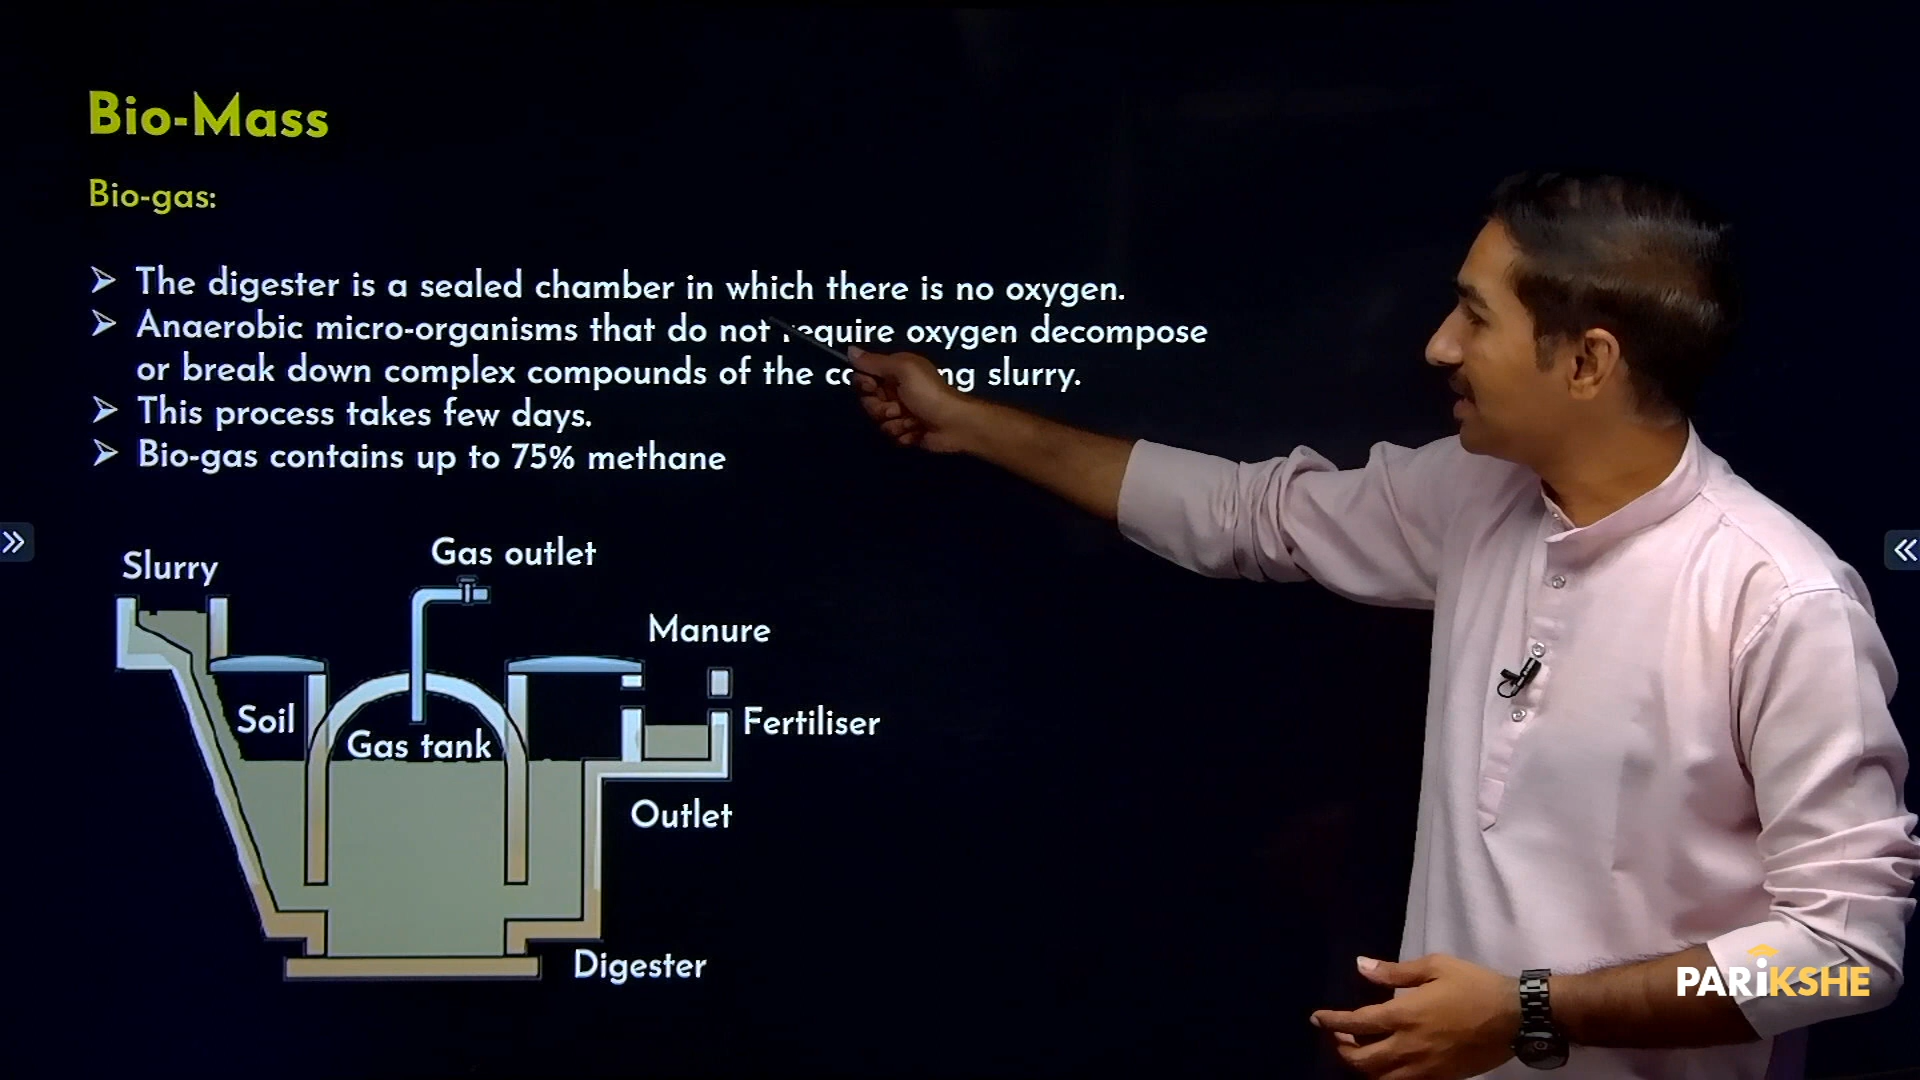 Bio-Mass
Bio-gas:
➢ The digester is a sealed chamber in which there is no oxygen.
➢ Anaerobic micro-organisms that do not require oxygen decompose
or break down complex compounds of the slurry.
➢ This process takes few days.
➢ Bio-gas contains up to 75% methane
Slurry
Gas outlet
Manure
Soil
Gas tank
Fertiliser
Outlet
Digester
PARiKSHE